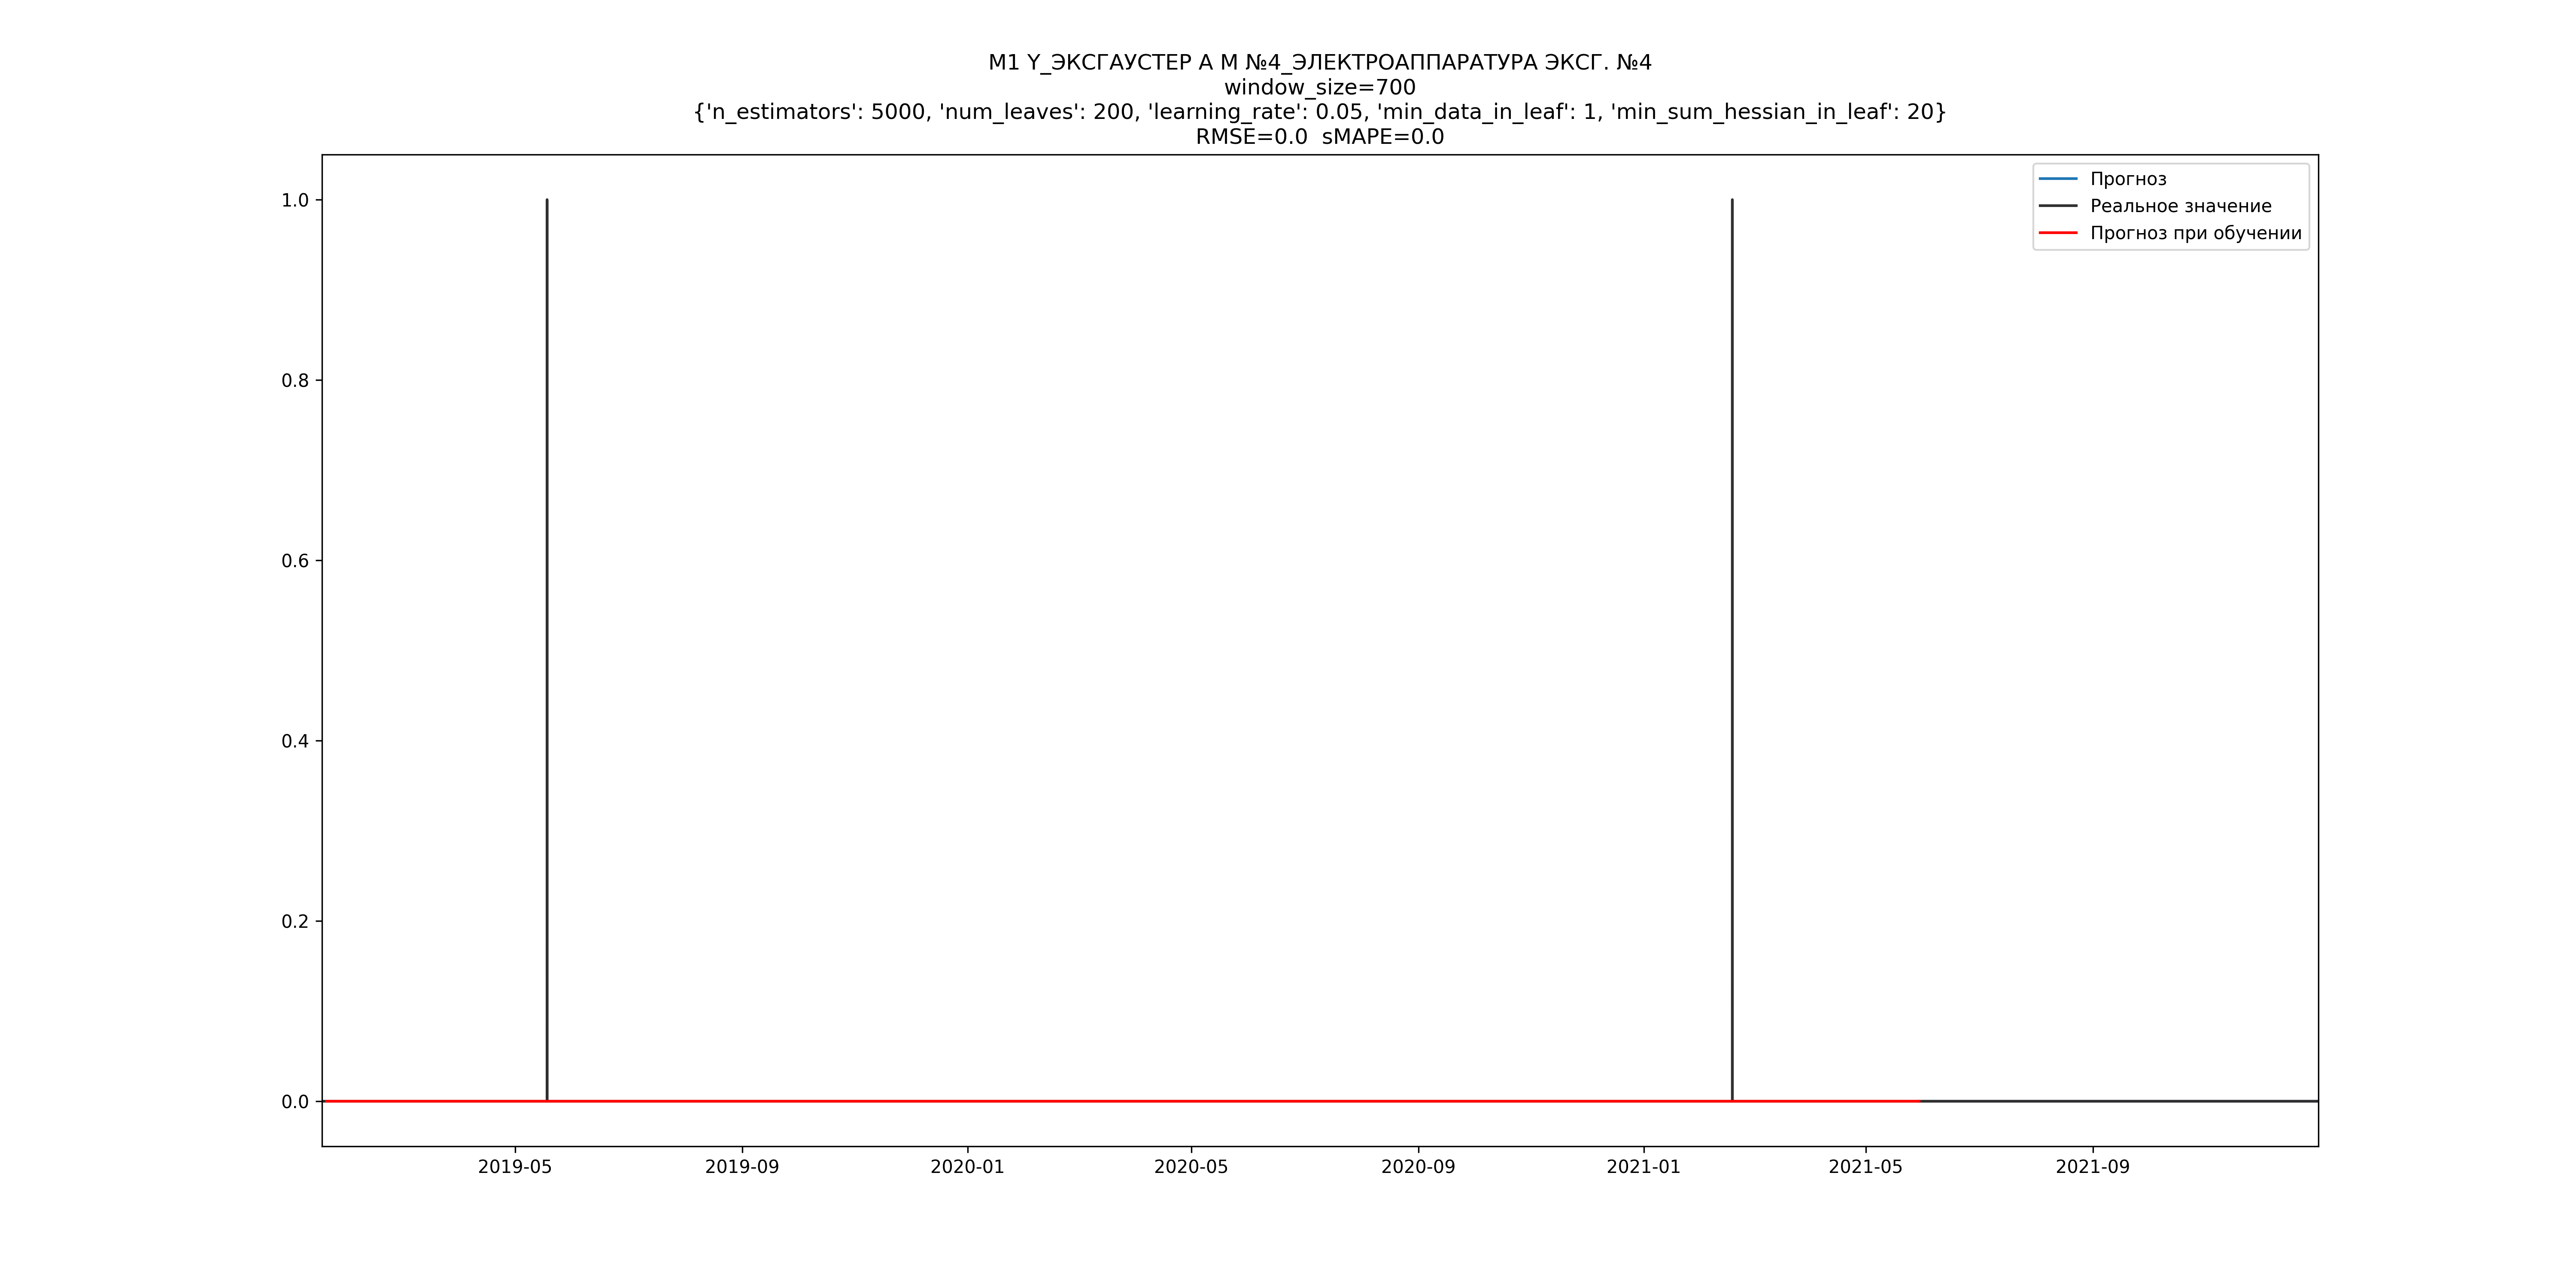 M1 Y_ЭКСГАУСТЕР А М №4_ЭЛЕКТРОАППАРАТУРА ЭКСГ. №4
window_size=700
{'n_estimators': 5000, 'num_leaves': 200, 'learning_rate': 0.05, 'min_data_in_leaf': 1, 'min_sum_hessian_in_leaf': 20}
RMSE=0.0  sMAPE=0.0
Прогноз
Реальное значение
Прогноз при обучении
1.0
0.8
0.6
0.4
0.2
0.0
2019-05
2019-09
2020-01
2020-05
2020-09
2021-01
2021-05
2021-09